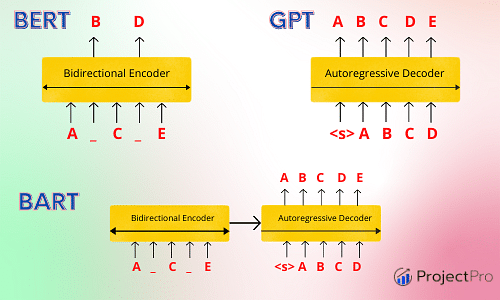 BERT
B D
Bidirectional Encoder
A _ C _ E
GPT
A B C D E
Autoregressive Decoder
<s> A B C D
BART
Bidirectional Encoder
A _ C _ E
A B C D E
Autoregressive Decoder
<s> A B C D
ProjectPro